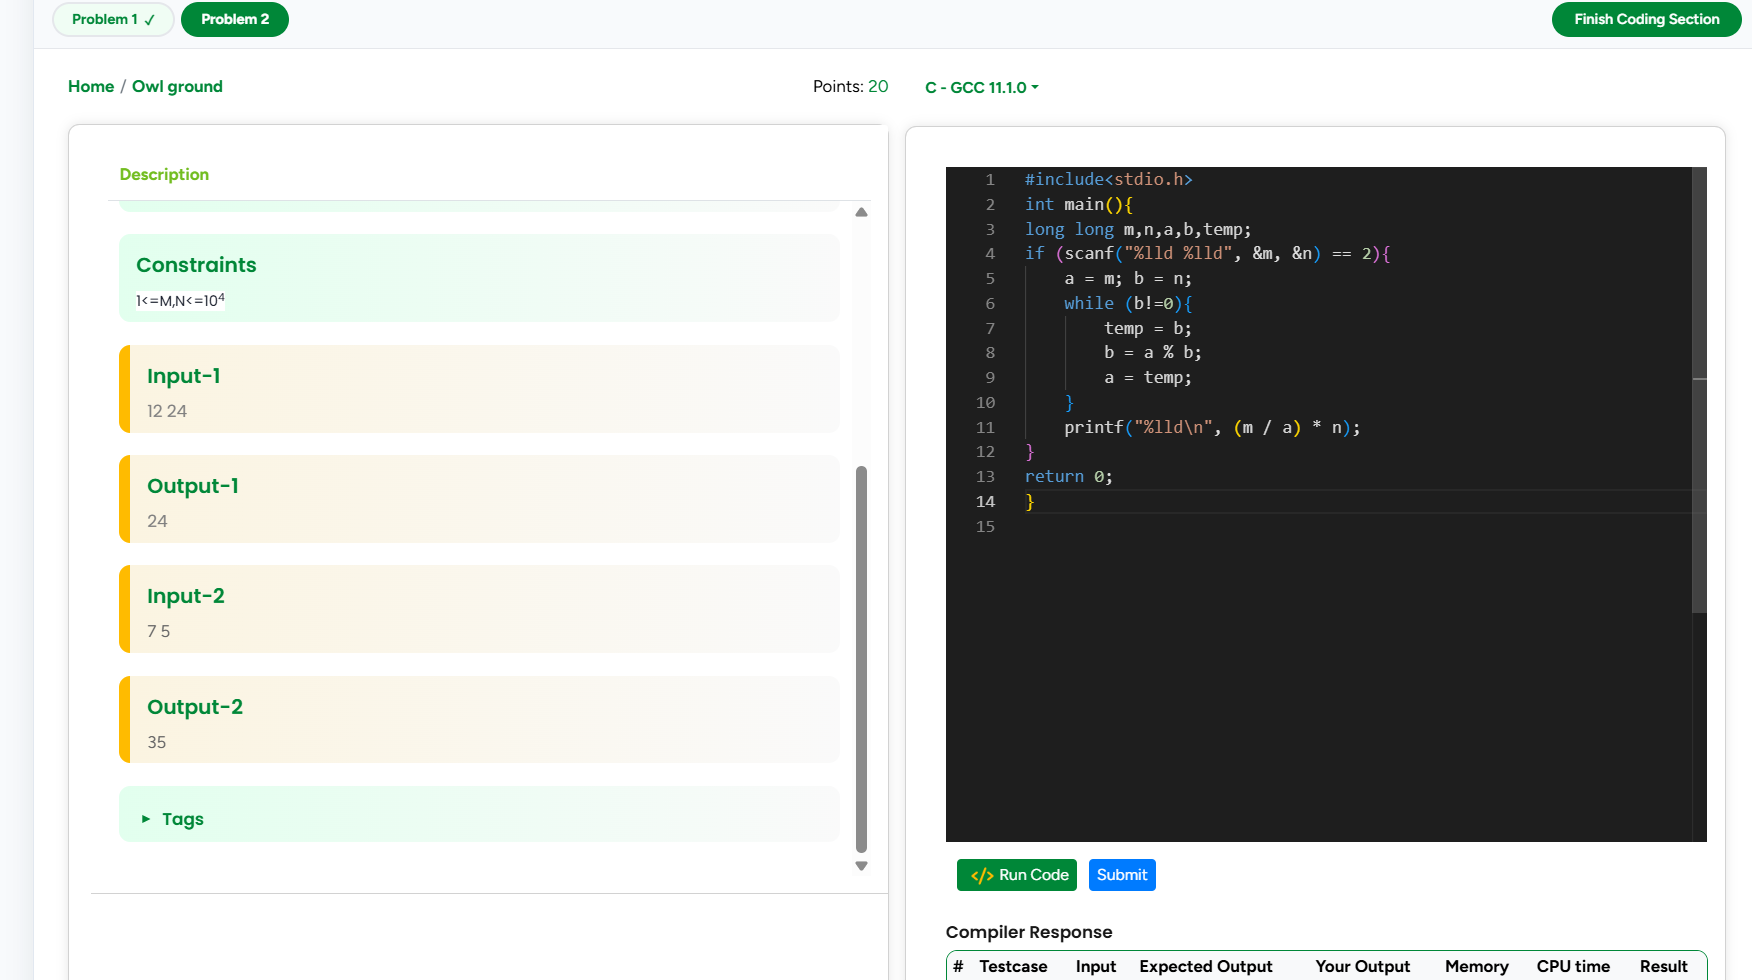 Problem 1 ✓
Problem 2
Finish Coding Section
Home / Owl ground
Points: 20
C - GCC 11.1.0
Description
Constraints
1<=M,N<=10⁴
Input-1
12 24
Output-1
24
Input-2
7 5
Output-2
35
Tags
1 #include<stdio.h>
2 int main(){
3 long long m,n,a,b,temp;
4 if (scanf("%lld %lld", &m, &n) == 2){
5     a = m; b = n;
6     while (b!=0){
7         temp = b;
8         b = a % b;
9         a = temp;
10     }
11     printf("%lld\n", (m / a) * n);
12 }
13 return 0;
14 }
15
</> Run Code
Submit
Compiler Response
# Testcase Input Expected Output Your Output Memory CPU time Result